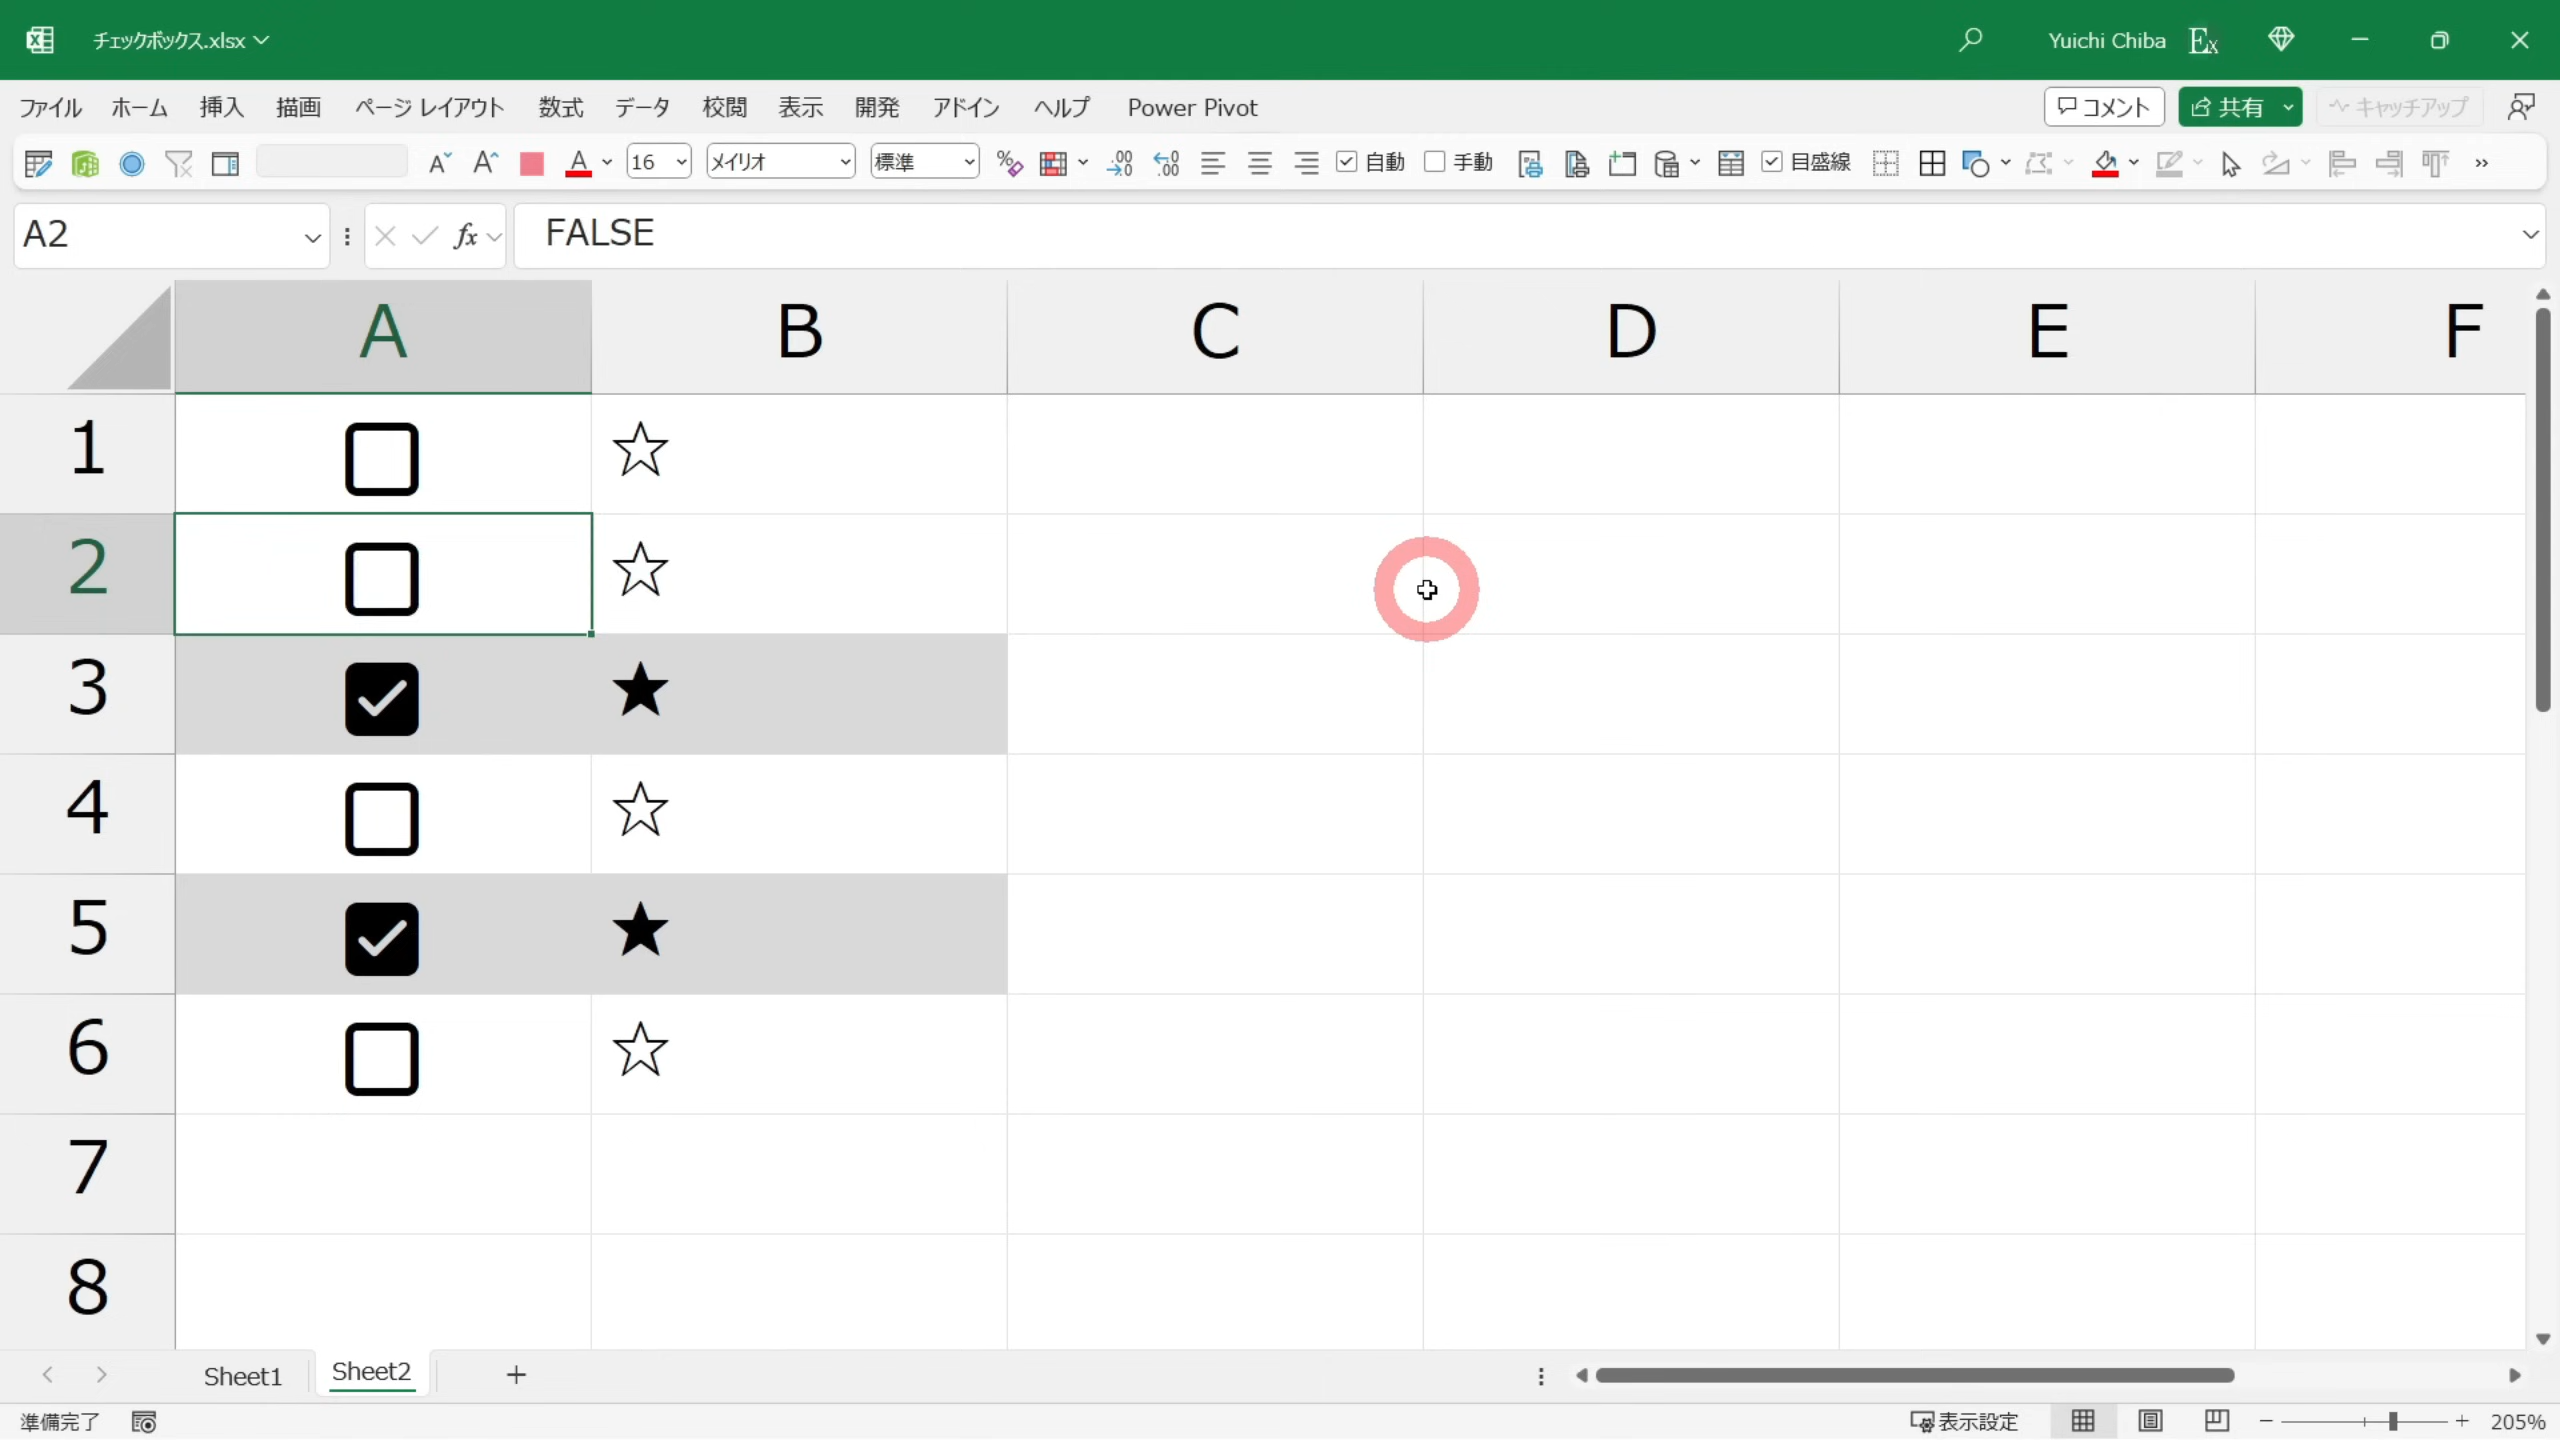 チェックボックス.xlsx
Yuichi Chiba
ファイル ホーム 挿入 描画 ページ レイアウト 数式 データ 校閲 表示 開発 アドイン ヘルプ Power Pivot コメント 共有 キャッチアップ
16 メイリオ 標準 自動 手動 目盛線
A2 fx FALSE
A B C D E F
1 ☆
2 ☆
3 ★
4 ☆
5 ★
6 ☆
7
8
Sheet1 Sheet2
準備完了 表示設定 205%